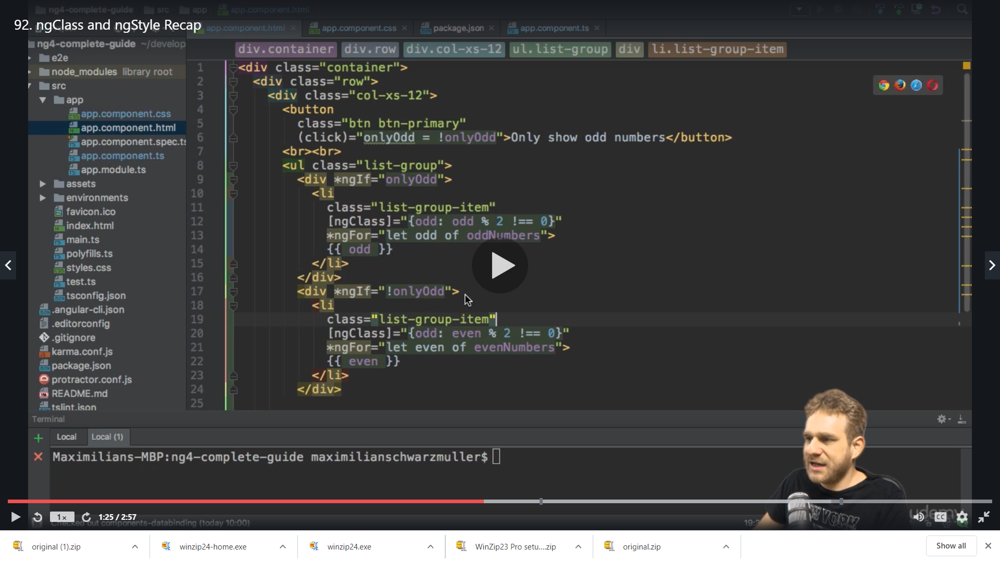 ng4-complete-guide src app app.component.html
92. ngClass and ngStyle Recap
app.component.html app.component.css package.json app.component.ts
ng4-complete-guide ~/develop
div.container div.row div.col-xs-12 ul.list-group div li.list-group-item
e2e
node_modules library root
src
app
app.component.css
app.component.html
app.component.spec.ts
app.component.ts
app.module.ts
assets
environments
favicon.ico
index.html
main.ts
polyfills.ts
styles.css
test.ts
tsconfig.json
.angular-cli.json
.editorconfig
.gitignore
karma.conf.js
package.json
protractor.conf.js
README.md
tslint.json
1 <div class="container">
2 <div class="row">
3 <div class="col-xs-12">
4 <button
5 class="btn btn-primary"
6 (click)="onlyOdd = !onlyOdd">Only show odd numbers</button>
7 <br><br>
8 <ul class="list-group">
9 <div *ngIf="onlyOdd">
10 <li
11 class="list-group-item"
12 [ngClass]="{odd: odd % 2 !== 0}"
13 *ngFor="let odd of oddNumbers">
14 {{ odd }}
15 </li>
16 </div>
17 <div *ngIf="!onlyOdd">
18 <li
19 class="list-group-item"
20 [ngClass]="{odd: even % 2 !== 0}"
21 *ngFor="let even of evenNumbers">
22 {{ even }}
23 </li>
24 </div>
25
Terminal
Local Local (1)
Maximilians-MBP:ng4-complete-guide maximilianschwarzmuller$
udemy
1x 1:25 / 2:57 CC
Checked out components-databinding (today 10:00)
original (1).zip winzip24-home.exe winzip24.exe WinZip23 Pro setu....zip original.zip Show all